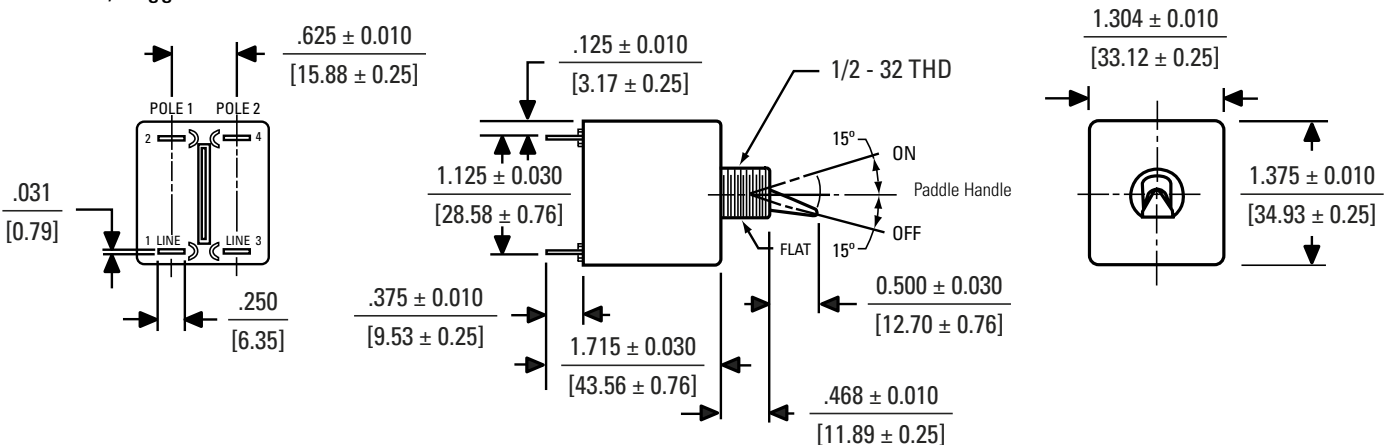 .625 ± 0.010
[15.88 ± 0.25]
POLE 1 POLE 2
2 4
1 LINE LINE 3
.031
[0.79]
.250
[6.35]
.125 ± 0.010
[3.17 ± 0.25]
1/2 - 32 THD
1.125 ± 0.030
[28.58 ± 0.76]
15º
ON
Paddle Handle
OFF
15º
FLAT
.375 ± 0.010
[9.53 ± 0.25]
1.715 ± 0.030
[43.56 ± 0.76]
0.500 ± 0.030
[12.70 ± 0.76]
.468 ± 0.010
[11.89 ± 0.25]
1.304 ± 0.010
[33.12 ± 0.25]
1.375 ± 0.010
[34.93 ± 0.25]